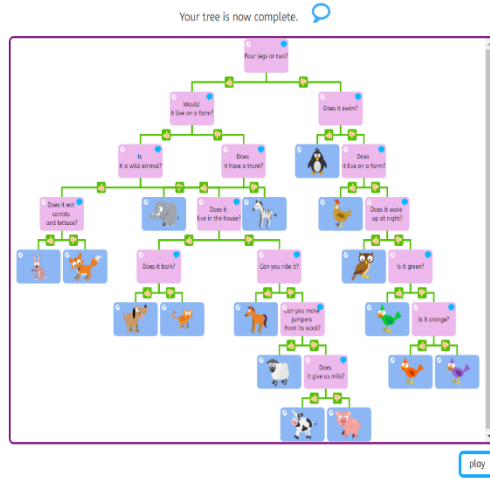 Your tree is now complete.
Four legs or two?
Would
it live on a farm?
Does it swim?
Is
it a wild animal?
Does
it have a trunk?
Does
it live on a farm?
Does it eat
carrots
and lettuce?
Does it
live in the house?
Does it wake
up at night?
Does it bark?
Can you ride it?
Is it green?
Can you make
jumpers
from its wool?
Is it orange?
Does
it give us milk?
play